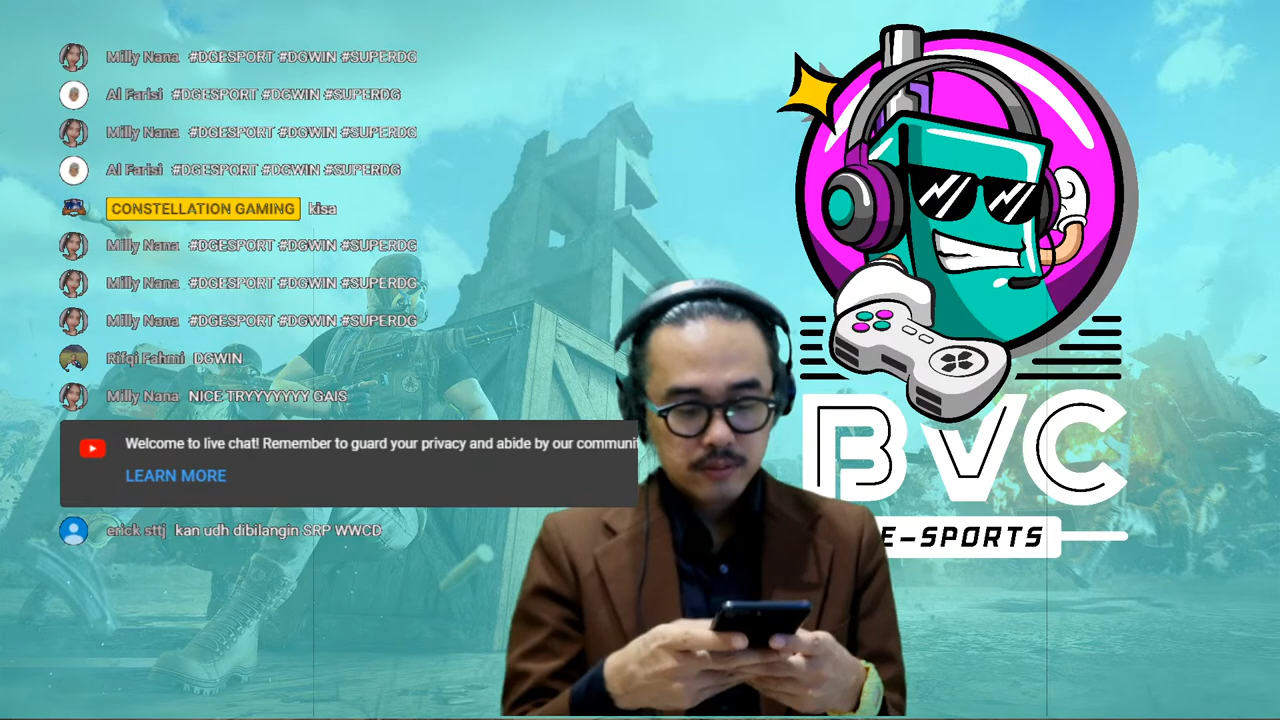 Milly Nana #DGESPORT #DGWIN #SUPERDG
Al Farisi #DGESPORT #DGWIN #SUPERDG
Milly Nana #DGESPORT #DGWIN #SUPERDG
Al Farisi #DGESPORT #DGWIN #SUPERDG
CONSTELLATION GAMING kisa
Milly Nana #DGESPORT #DGWIN #SUPERDG
Milly Nana #DGESPORT #DGWIN #SUPERDG
Milly Nana #DGESPORT #DGWIN #SUPERDG
Rifqi Fahmi DGWIN
Milly Nana NICE TRYYYYYYY GAIS
Welcome to live chat! Remember to guard your privacy and abide by our communi
LEARN MORE
erick sttj kan udh dibilangin SRP WWCD
BVC
E-SPORTS